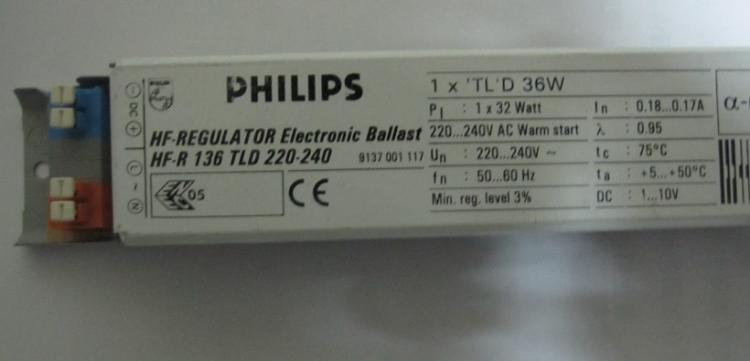 PHILIPS
HF-REGULATOR Electronic Ballast
HF-R 136 TLD 220-240 9137 001 117
DC
L ~ N
05
CE
1 x 'TL'D 36W
Pl : 1 x 32 Watt
220...240V AC Warm start
Un : 220...240V ~
fn : 50...60 Hz
Min. reg. level 3%
In : 0.18...0.17A
λ : 0.95
tc : 75°C
ta : +5... +50°C
DC : 1...10V
α-